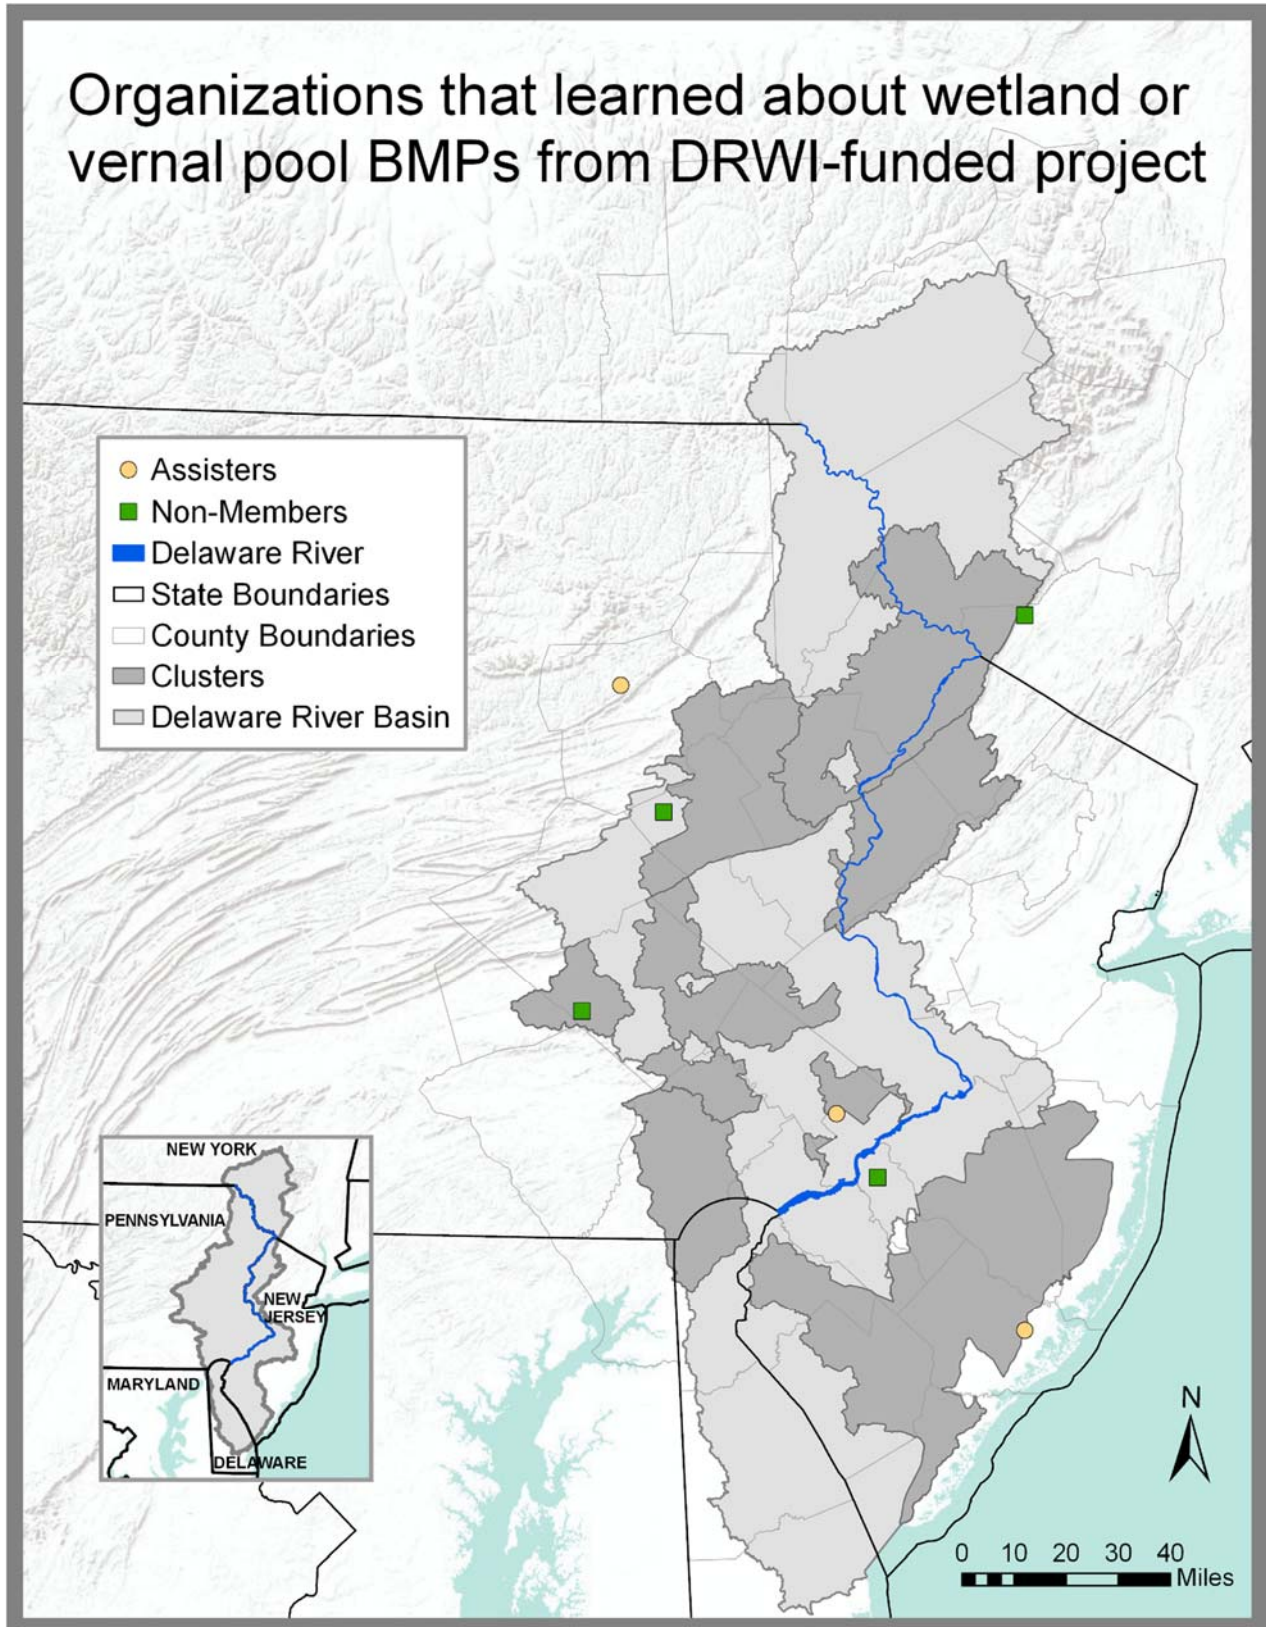 Organizations that learned about wetland or
vernal pool BMPs from DRWI-funded project
Assisters
Non-Members
Delaware River
State Boundaries
County Boundaries
Clusters
Delaware River Basin
NEW YORK
PENNSYLVANIA
NEW
JERSEY
MARYLAND
DELAWARE
N
0 10 20 30 40
Miles